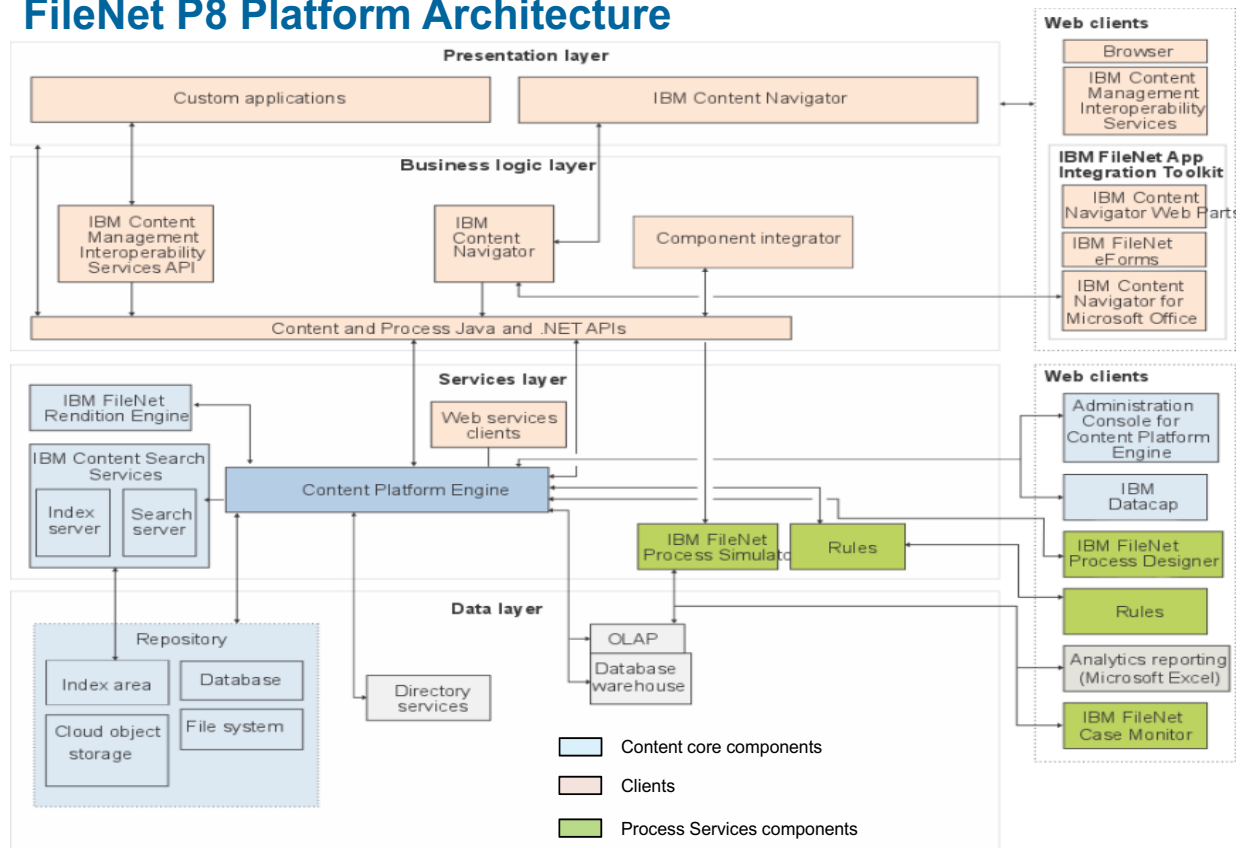 FileNet P8 Platform Architecture
Presentation layer
Custom applications
IBM Content Navigator
Business logic layer
IBM Content
Management
Interoperability
Services API
IBM
Content
Navigator
Component integrator
Content and Process Java and .NET APIs
Services layer
IBM FileNet
Rendition Engine
Web services
clients
IBM Content Search
Services
Index
server
Search
server
Content Platform Engine
IBM FileNet
Process Simulato
Rules
Data layer
Repository
Index area
Database
Cloud object
storage
File system
Directory
services
OLAP
Database
warehouse
Content core components
Clients
Process Services components
Web clients
Browser
IBM Content
Management
Interoperability
Services
IBM FileNet App
Integration Toolkit
IBM Content
Navigator Web Parts
IBM FileNet
eForms
IBM Content
Navigator for
Microsoft Office
Web clients
Administration
Console for
Content Platform
Engine
IBM
Datacap
IBM FileNet
Process Designer
Rules
Analytics reporting
(Microsoft Excel)
IBM FileNet
Case Monitor